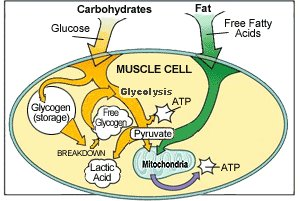 Carbohydrates
Fat
Glucose
Free Fatty
Acids
MUSCLE CELL
Glycolysis
Glycogen
(storage)
Free
Glycogen
ATP
Pyruvate
BREAKDOWN
Lactic
Acid
Mitochondria
ATP